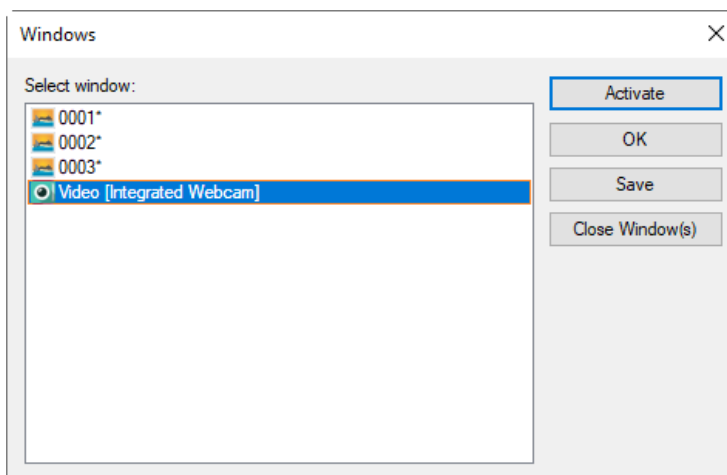 Windows
Select window:
0001*
0002*
0003*
Video [Integrated Webcam]
Activate
OK
Save
Close Window(s)